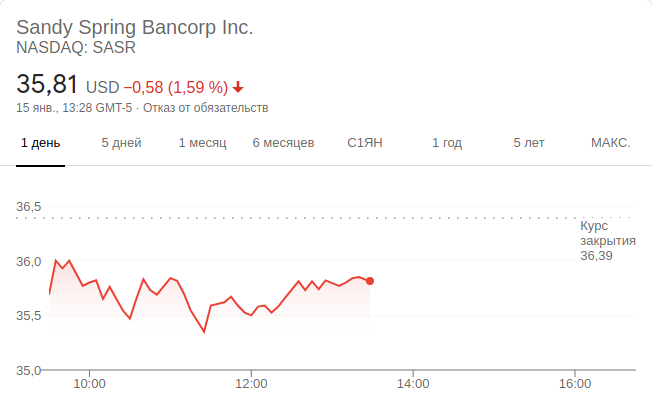 Sandy Spring Bancorp Inc.
NASDAQ: SASR
35,81 USD −0,58 (1,59 %)
15 янв., 13:28 GMT-5 · Отказ от обязательств
1 день 5 дней 1 месяц 6 месяцев С1ЯН 1 год 5 лет МАКС.
36,5
Курс
закрытия
36,39
36,0
35,5
35,0
10:00 12:00 14:00 16:00